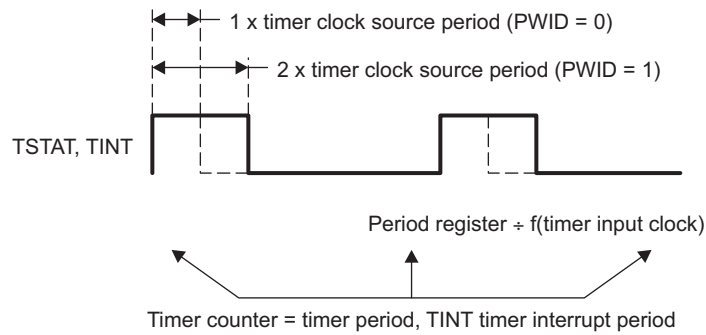 1 x timer clock source period (PWID = 0)
2 x timer clock source period (PWID = 1)
TSTAT, TINT
Period register ÷ f(timer input clock)
Timer counter = timer period, TINT timer interrupt period